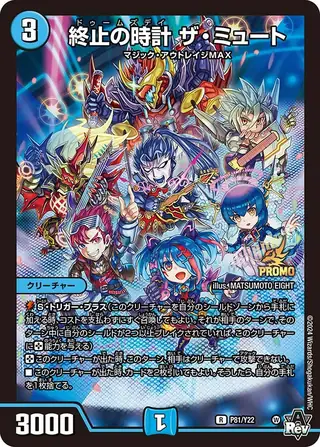 3
ドゥームズデイ
終止の時計 ザ・ミュート
マジック・アウトレイジMAX
PROMO
illus.MATSUMOTO EIGHT
クリーチャー
S・トリガー・プラス(このクリーチャーを自分のシールドゾーンから手札に
加える時、コストを支払わずにすぐ召喚してもよい。それが相手のターンで、その
ターン中に自分のシールドが2つ以上ブレイクされていれば、このクリーチャーに
能力を与える)
このクリーチャーが出た時、このターン、相手はクリーチャーで攻撃できない。
このクリーチャーが出た時、カードを2枚引いてもよい。そうしたら、自分の手札
を1枚捨てる。
©2024 Wizards/Shogakukan/WHC
3000
1
R P81/Y22
W
Rev